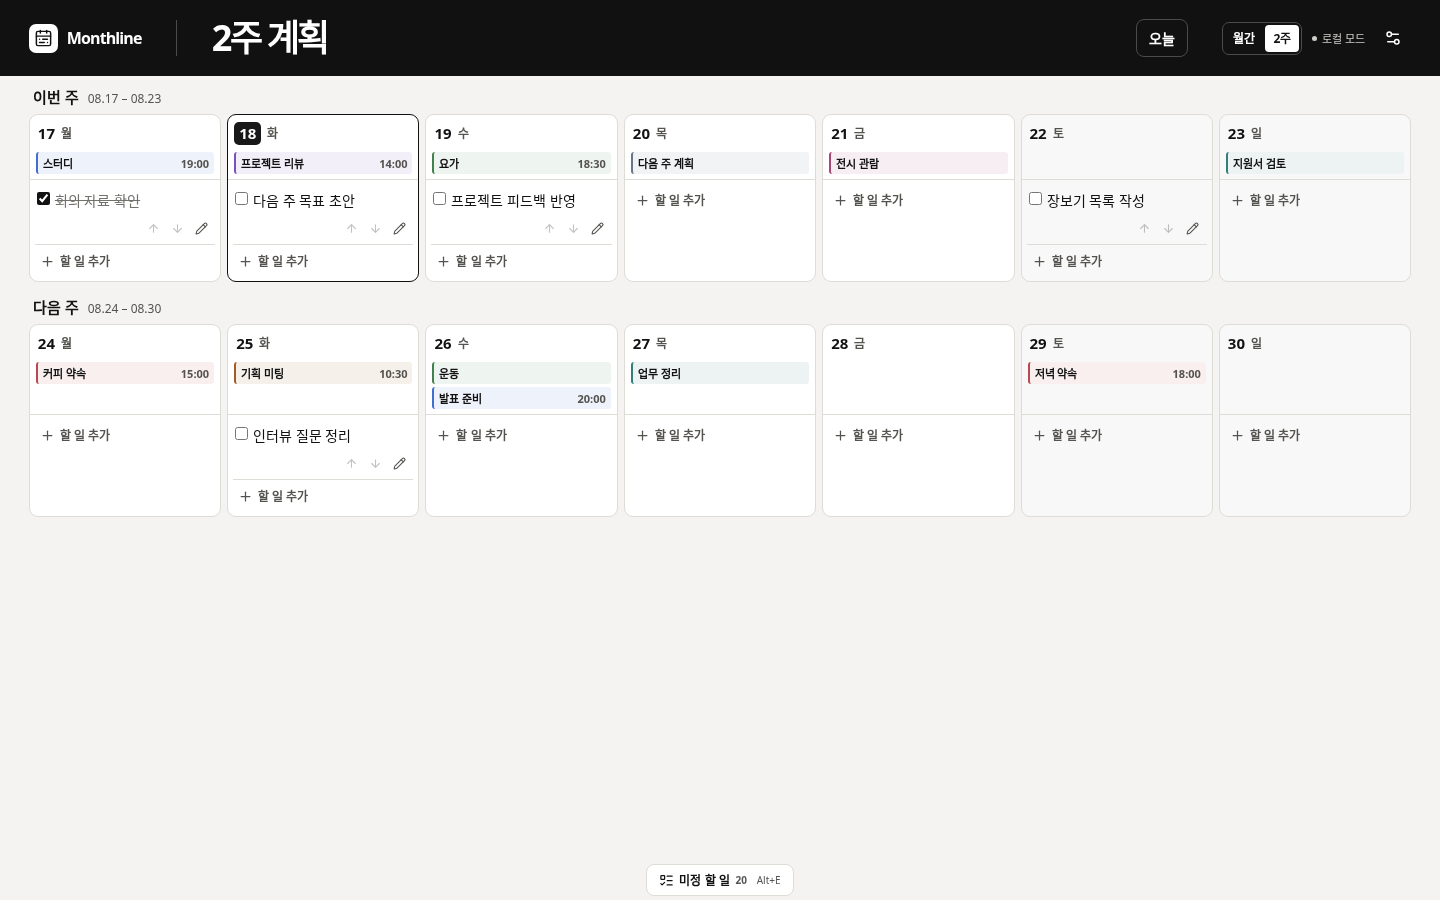 Monthline
2주 계획
오늘
월간 2주
로컬 모드
이번 주 08.17 – 08.23
17 월
스터디 19:00
회의 자료 확인
할 일 추가
18 화
프로젝트 리뷰 14:00
다음 주 목표 초안
할 일 추가
19 수
요가 18:30
프로젝트 피드백 반영
할 일 추가
20 목
다음 주 계획
할 일 추가
21 금
전시 관람
할 일 추가
22 토
장보기 목록 작성
할 일 추가
23 일
지원서 검토
할 일 추가
다음 주 08.24 – 08.30
24 월
커피 약속 15:00
할 일 추가
25 화
기획 미팅 10:30
인터뷰 질문 정리
할 일 추가
26 수
운동
발표 준비 20:00
할 일 추가
27 목
업무 정리
할 일 추가
28 금
할 일 추가
29 토
저녁 약속 18:00
할 일 추가
30 일
할 일 추가
미정 할 일 20 Alt+E